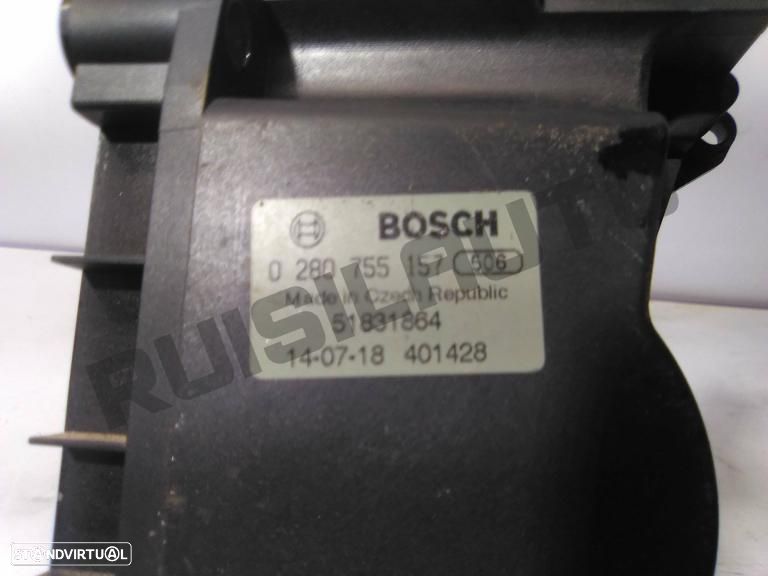 BOSCH
0 280 755 157 506
Made in Czech Republic
51831864
14-07-18 401428
RUISILAUTO
STANDVIRTUAL